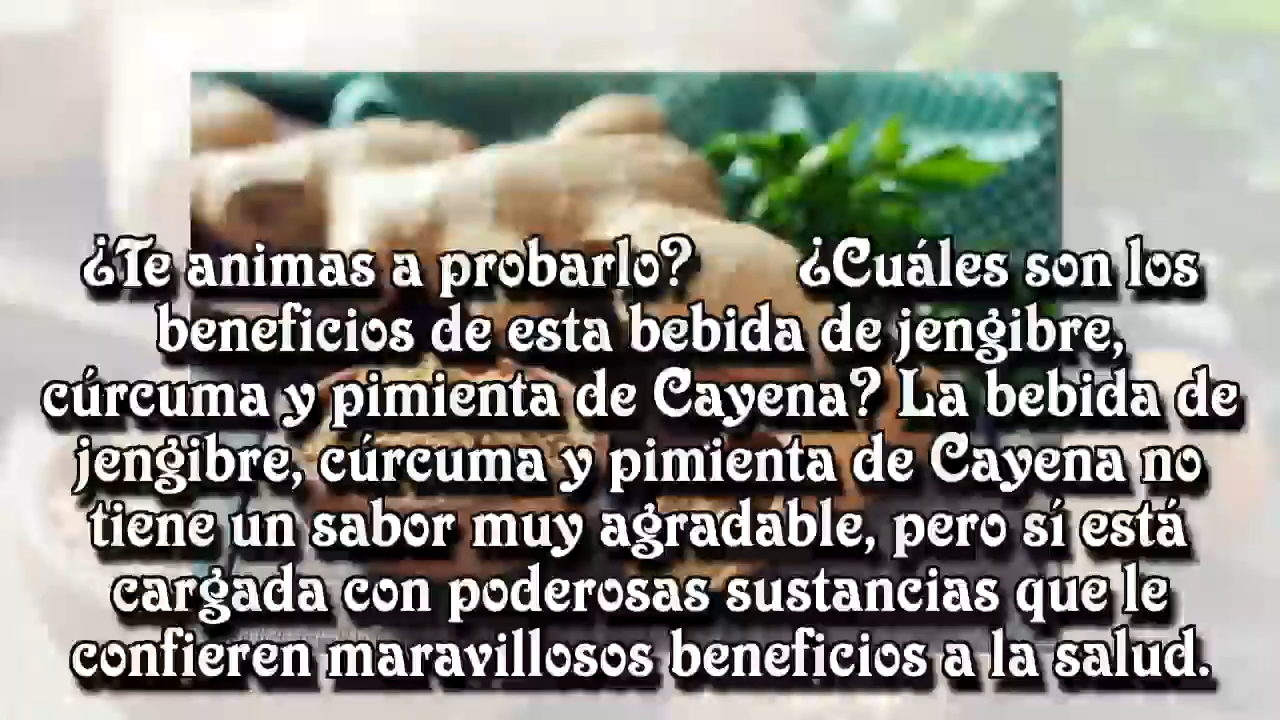 ¿Te animas a probarlo? ¿Cuáles son los
beneficios de esta bebida de jengibre,
cúrcuma y pimienta de Cayena? La bebida de
jengibre, cúrcuma y pimienta de Cayena no
tiene un sabor muy agradable, pero sí está
cargada con poderosas sustancias que le
confieren maravillosos beneficios a la salud.